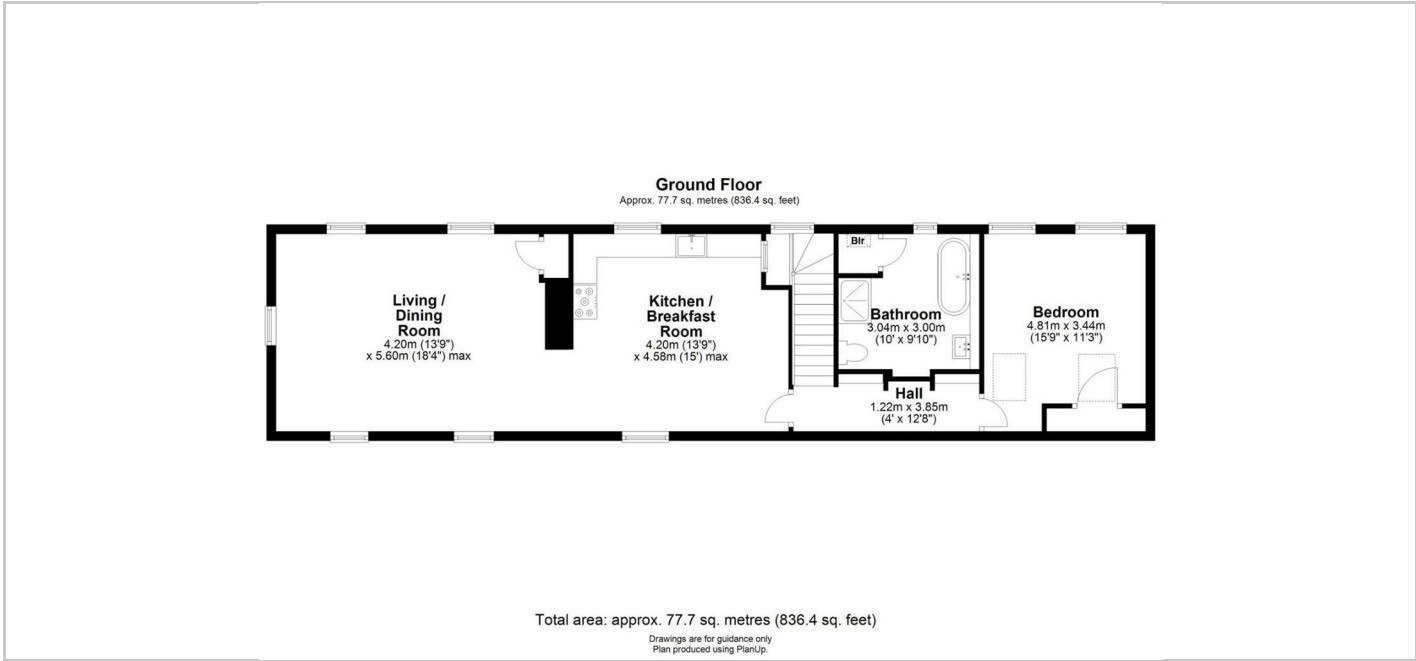 Ground Floor
Approx. 77.7 sq. metres (836.4 sq. feet)
Living /
Dining
Room
4.20m (13'9")
x 5.60m (18'4") max
Kitchen /
Breakfast
Room
4.20m (13'9")
x 4.58m (15') max
Blr
Bathroom
3.04m x 3.00m
(10' x 9'10")
Hall
1.22m x 3.85m
(4' x 12'8")
Bedroom
4.81m x 3.44m
(15'9" x 11'3")
Total area: approx. 77.7 sq. metres (836.4 sq. feet)
Drawings are for guidance only
Plan produced using PlanUp.